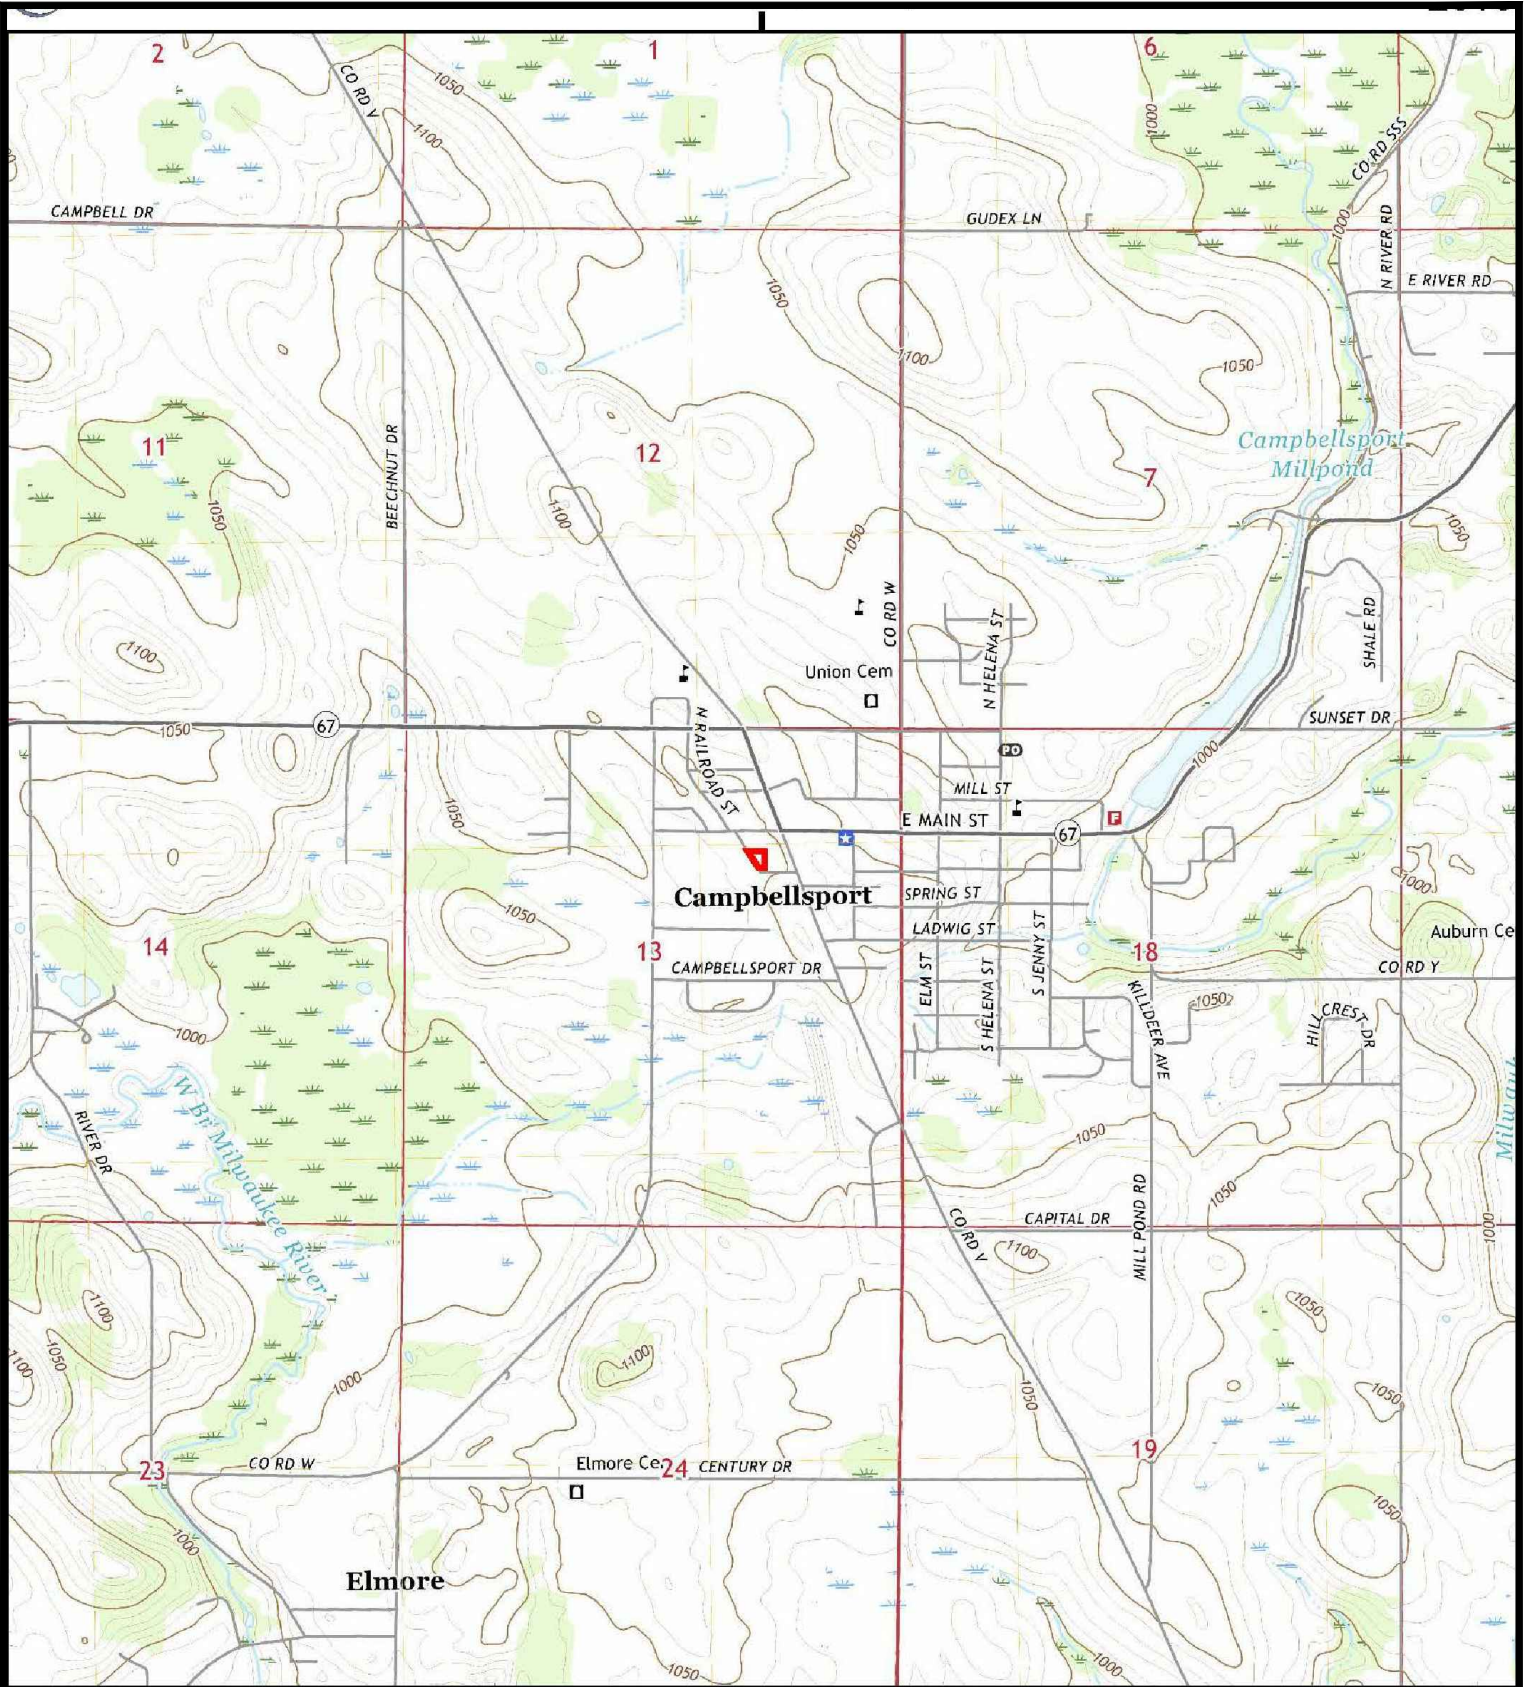 2
1
6
CO RD V
1050
1100
1000
CO RD SSS
CAMPBELL DR
GUDEX LN
1000
N RIVER RD
E RIVER RD
1050
1100
1050
BEECHNUT DR
11
12
7
Campbellsport
Millpond
1050
1100
1050
1050
CO RD W
N HELENA ST
SHALE RD
1100
Union Cem
N RAILROAD ST
67
1050
SUNSET DR
PO
1000
MILL ST
1050
E MAIN ST
67
F
Campbellsport
SPRING ST
1000
1050
LADWIG ST
14
13
18
Auburn Ce
CAMPBELLSPORT DR
ELM ST
S HELENA ST
S JENNY ST
CO RD Y
KILLDEER AVE
1050
HILLCREST DR
1000
W Br Milwaukee River
RIVER DR
1050
MILL POND RD
1050
CO RD V
CAPITAL DR
1100
1000
1100
1050
1100
1100
1000
1050
1050
1050
23
CO RD W
Elmore Ce
24
CENTURY DR
19
1050
1000
Elmore
1050
1000